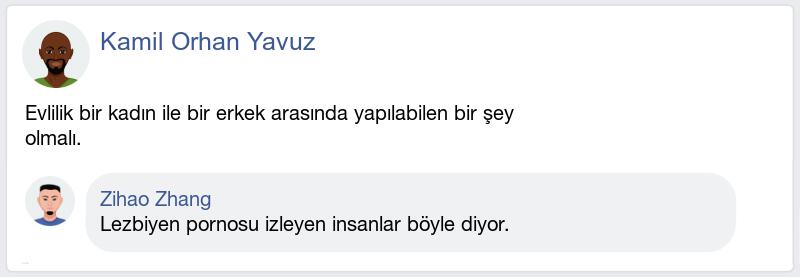 Kamil Orhan Yavuz
Evlilik bir kadın ile bir erkek arasında yapılabilen bir şey
olmalı.
Zihao Zhang
Lezbiyen pornosu izleyen insanlar böyle diyor.